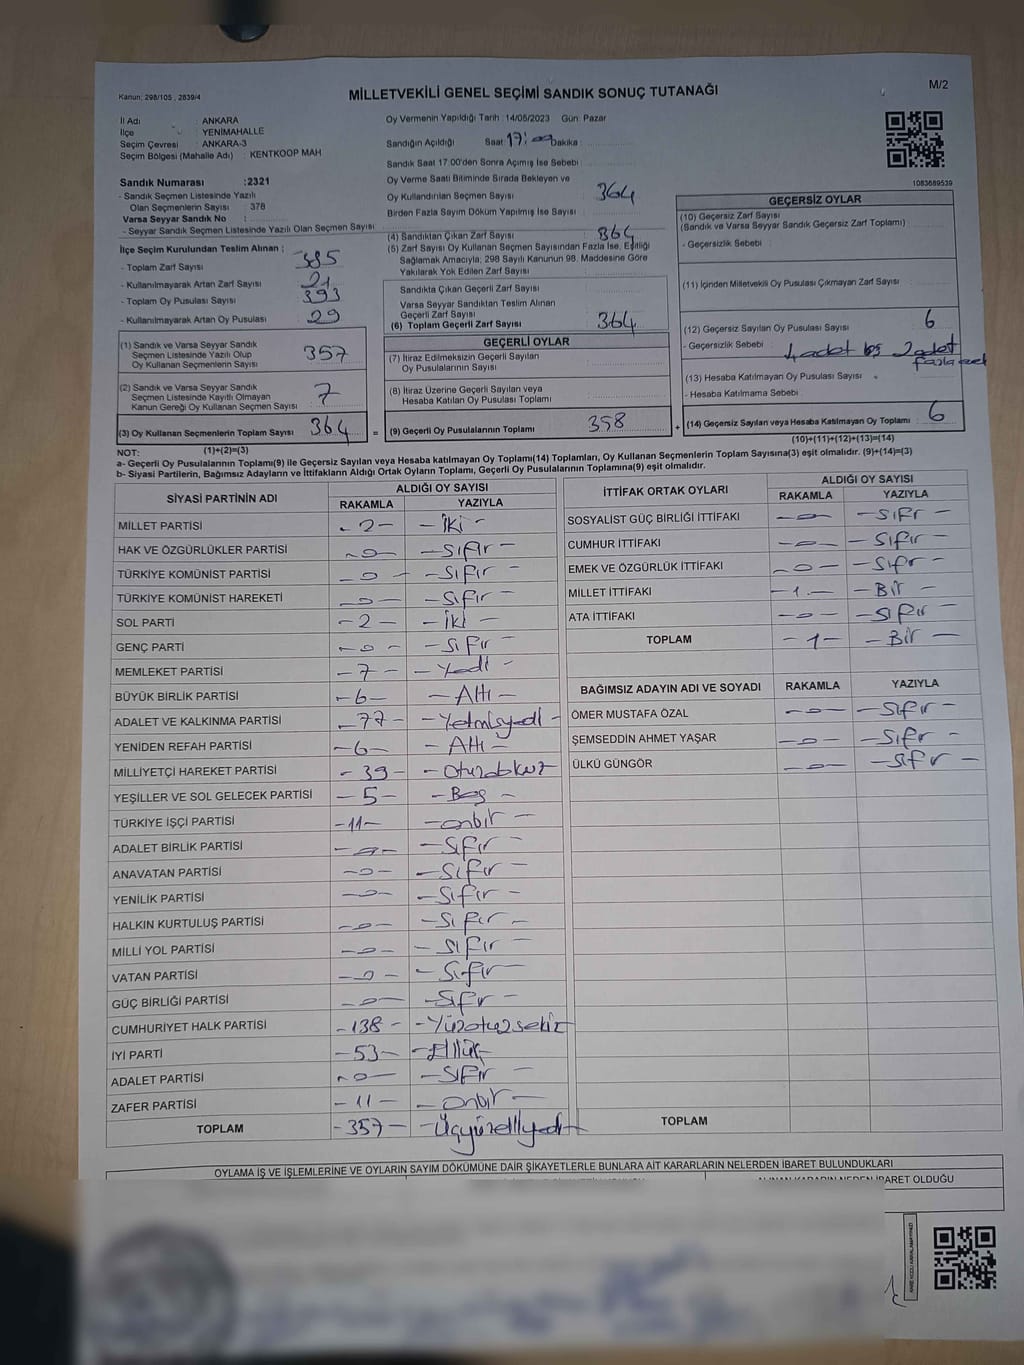 Kanun; 298/105 , 2839/4
MİLLETVEKİLİ GENEL SEÇİMİ SANDIK SONUÇ TUTANAĞI
M/2
İl Adı : ANKARA
İlçe : YENİMAHALLE
Seçim Çevresi : ANKARA-3
Seçim Bölgesi (Mahalle Adı) : KENTKOOP MAH
Sandık Numarası :2321
- Sandık Seçmen Listesinde Yazılı
Olan Seçmenlerin Sayısı : 378
Varsa Seyyar Sandık No :
- Seyyar Sandık Seçmen Listesinde Yazılı Olan Seçmen Sayısı :
Oy Vermenin Yapıldığı Tarih :14/05/2023 Gün: Pazar
Sandığın Açıldığı Saat 17:00 Dakika :
Sandık Saat 17.00'den Sonra Açılmış İse Sebebi :
Oy Verme Saati Bitiminde Sırada Bekleyen ve
Oy Kullandırılan Seçmen Sayısı : 364
Birden Fazla Sayım Döküm Yapılmış İse Sayısı :
1083689539
İlçe Seçim Kurulundan Teslim Alınan :
- Toplam Zarf Sayısı : 385
- Kullanılmayarak Artan Zarf Sayısı : 21
- Toplam Oy Pusulası Sayısı : 393
- Kullanılmayarak Artan Oy Pusulası : 29
(1) Sandık ve Varsa Seyyar Sandık
Seçmen Listesinde Yazılı Olup
Oy Kullanan Seçmenlerin Sayısı : 357
(2) Sandık ve Varsa Seyyar Sandık
Seçmen Listesinde Kayıtlı Olmayan
Kanun Gereği Oy Kullanan Seçmen Sayısı : 7
(3) Oy Kullanan Seçmenlerin Toplam Sayısı : 364
(1)+(2)=(3)
(4) Sandıktan Çıkan Zarf Sayısı : 364
(5) Zarf Sayısı Oy Kullanan Seçmen Sayısından Fazla İse, Eşitliği
Sağlamak Amacıyla; 298 Sayılı Kanunun 98. Maddesine Göre
Yakılarak Yok Edilen Zarf Sayısı :
Sandıkta Çıkan Geçerli Zarf Sayısı :
Varsa Seyyar Sandıktan Teslim Alınan
Geçerli Zarf Sayısı :
(6) Toplam Geçerli Zarf Sayısı : 364
GEÇERLİ OYLAR
(7) İtiraz Edilmeksizin Geçerli Sayılan
Oy Pusulalarının Sayısı :
(8) İtiraz Üzerine Geçerli Sayılan veya
Hesaba Katılan Oy Pusulası Toplamı :
= (9) Geçerli Oy Pusulalarının Toplamı : 358
GEÇERSİZ OYLAR
(10) Geçersiz Zarf Sayısı :
(Sandık ve Varsa Seyyar Sandık Geçersiz Zarf Toplamı)
- Geçersizlik Sebebi :
(11) İçinden Milletvekili Oy Pusulası Çıkmayan Zarf Sayısı :
(12) Geçersiz Sayılan Oy Pusulası Sayısı : 6
- Geçersizlik Sebebi : 4 adet boş 2 adet
(13) Hesaba Katılmayan Oy Pusulası Sayısı :
- Hesaba Katılmama Sebebi :
+ (14) Geçersiz Sayılan veya Hesaba Katılmayan Oy Toplamı : 6
(10)+(11)+(12)+(13)=(14)
NOT:
a- Geçerli Oy Pusulalarının Toplamı(9) ile Geçersiz Sayılan veya Hesaba katılmayan Oy Toplamı(14) Toplamları, Oy Kullanan Seçmenlerin Toplam Sayısına(3) eşit olmalıdır. (9)+(14)=(3)
b- Siyasi Partilerin, Bağımsız Adayların ve İttifakların Aldığı Ortak Oyların Toplamı, Geçerli Oy Pusulalarının Toplamına(9) eşit olmalıdır.
SİYASİ PARTİNİN ADI ALDIĞI OY SAYISI
RAKAMLA YAZIYLA
MİLLET PARTİSİ - 2 - - İki -
HAK VE ÖZGÜRLÜKLER PARTİSİ - 0 - - Sıfır -
TÜRKİYE KOMÜNİST PARTİSİ - 0 - - Sıfır -
TÜRKİYE KOMÜNİST HAREKETİ - 0 - - Sıfır -
SOL PARTİ - 2 - - İki -
GENÇ PARTİ - 0 - - Sıfır -
MEMLEKET PARTİSİ - 7 - - Yedi -
BÜYÜK BİRLİK PARTİSİ - 6 - - Altı -
ADALET VE KALKINMA PARTİSİ - 77 - - Yetmişyedi -
YENİDEN REFAH PARTİSİ - 6 - - Altı -
MİLLİYETÇİ HAREKET PARTİSİ - 39 - - Otuzdokuz
YEŞİLLER VE SOL GELECEK PARTİSİ - 5 - - Beş -
TÜRKİYE İŞÇİ PARTİSİ - 11 - - onbir -
ADALET BİRLİK PARTİSİ - 0 - - Sıfır -
ANAVATAN PARTİSİ - 0 - - Sıfır -
YENİLİK PARTİSİ - 0 - - Sıfır -
HALKIN KURTULUŞ PARTİSİ - 0 - - Sıfır -
MİLLİ YOL PARTİSİ - 0 - - Sıfır -
VATAN PARTİSİ - 0 - - Sıfır -
GÜÇ BİRLİĞİ PARTİSİ - 0 - - Sıfır -
CUMHURİYET HALK PARTİSİ - 138 - - Yüzotuzsekiz
İYİ PARTİ - 53 - - Elliüç -
ADALET PARTİSİ - 0 - - Sıfır -
ZAFER PARTİSİ - 11 - - onbir -
TOPLAM - 357 - - Üçyüzelliyedi -
İTTİFAK ORTAK OYLARI ALDIĞI OY SAYISI
RAKAMLA YAZIYLA
SOSYALİST GÜÇ BİRLİĞİ İTTİFAKI - 0 - - Sıfır -
CUMHUR İTTİFAKI - 0 - - Sıfır -
EMEK VE ÖZGÜRLÜK İTTİFAKI - 0 - - Sıfır -
MİLLET İTTİFAKI - 1 - - Bir -
ATA İTTİFAKI - 0 - - Sıfır -
TOPLAM - 1 - - Bir -
BAĞIMSIZ ADAYIN ADI VE SOYADI RAKAMLA YAZIYLA
ÖMER MUSTAFA ÖZAL - 0 - - Sıfır -
ŞEMSEDDİN AHMET YAŞAR - 0 - - Sıfır -
ÜLKÜ GÜNGÖR - 0 - - Sıfır -
TOPLAM
OYLAMA İŞ VE İŞLEMLERİNE VE OYLARIN SAYIM DÖKÜMÜNE DAİR ŞİKAYETLERLE BUNLARA AİT KARARLARIN NELERDEN İBARET BULUNDUKLARI
ALINAN KARARIN NEDEN İBARET OLDUĞU